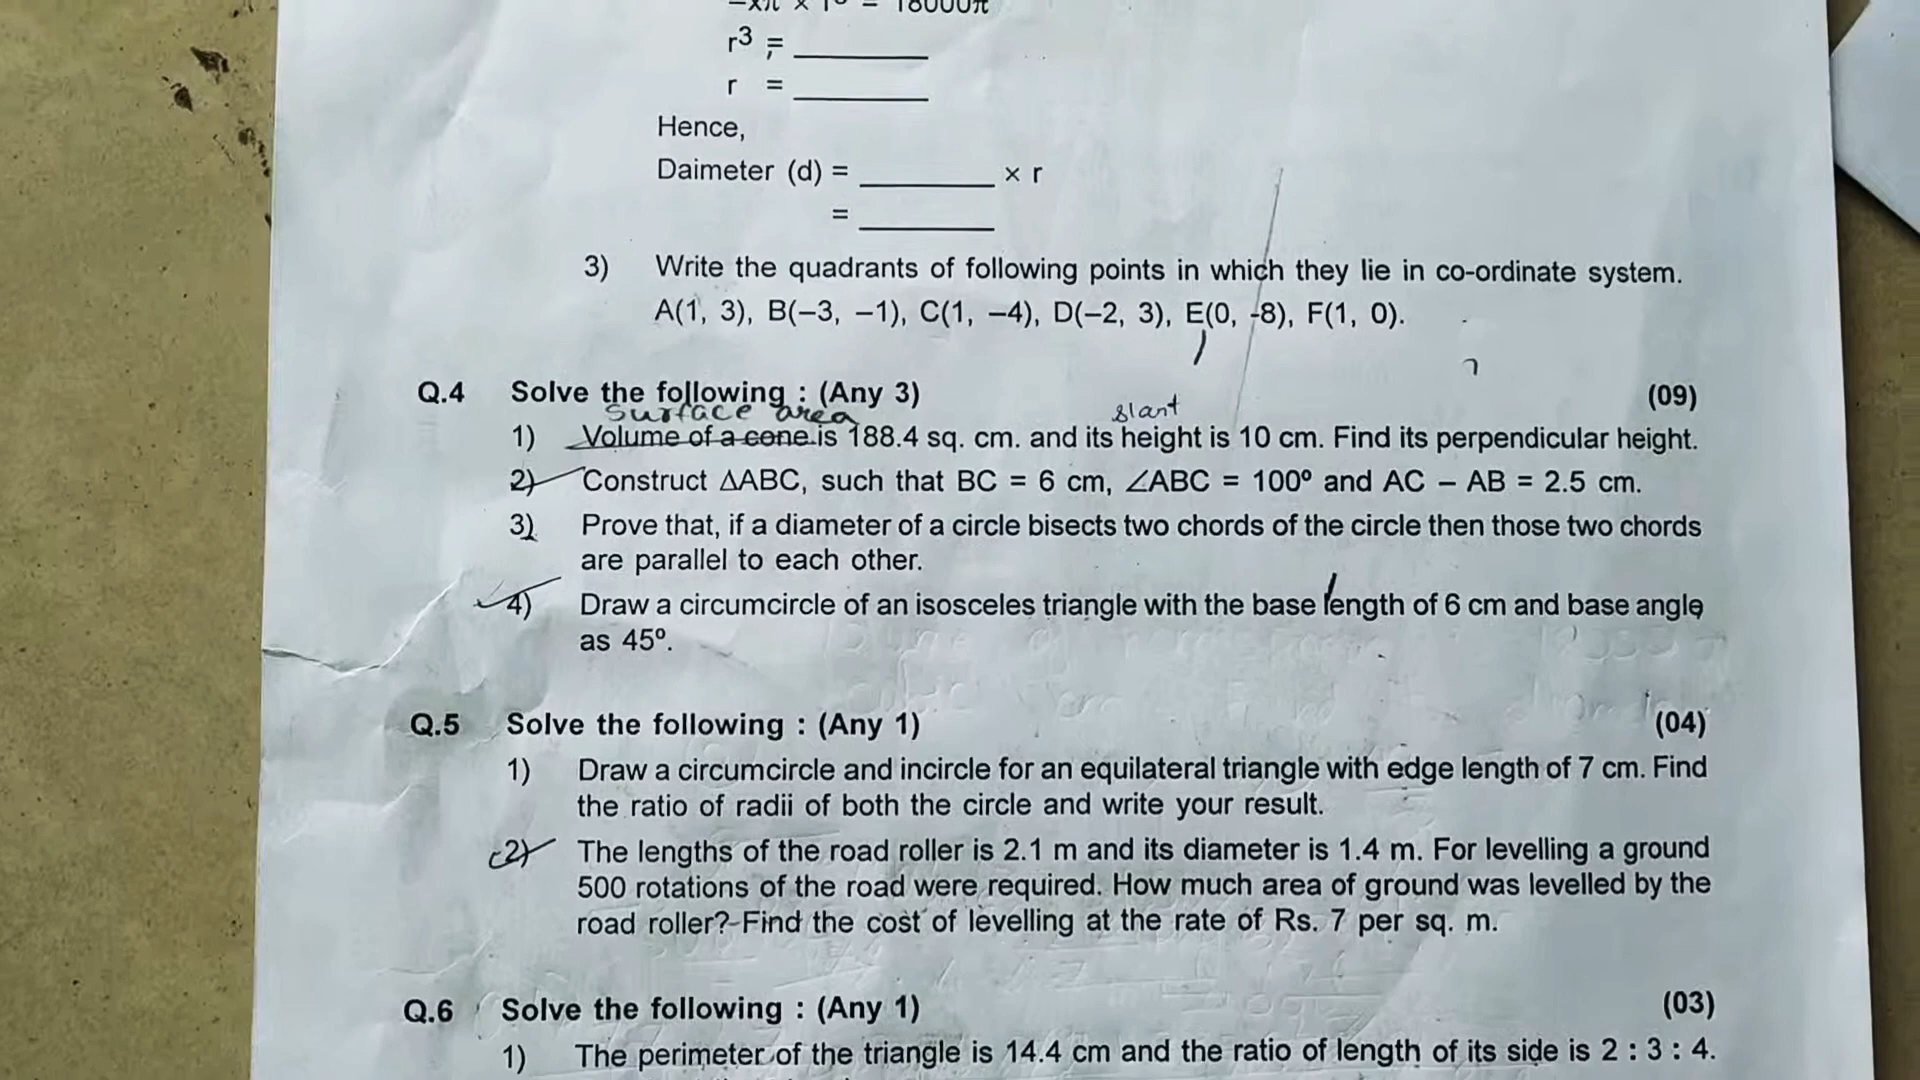 r³ = ________
r = ________
Hence,
Daimeter (d) = ________ × r
= ________
3) Write the quadrants of following points in which they lie in co-ordinate system.
A(1, 3), B(−3, −1), C(1, −4), D(−2, 3), E(0, -8), F(1, 0).
Q.4 Solve the following : (Any 3) (09)
surface area slant
1) Volume of a cone is 188.4 sq. cm. and its height is 10 cm. Find its perpendicular height.
2) Construct ΔABC, such that BC = 6 cm, ∠ABC = 100º and AC − AB = 2.5 cm.
3) Prove that, if a diameter of a circle bisects two chords of the circle then those two chords
are parallel to each other.
4) Draw a circumcircle of an isosceles triangle with the base length of 6 cm and base angle
as 45º.
Q.5 Solve the following : (Any 1) (04)
1) Draw a circumcircle and incircle for an equilateral triangle with edge length of 7 cm. Find
the ratio of radii of both the circle and write your result.
2) The lengths of the road roller is 2.1 m and its diameter is 1.4 m. For levelling a ground
500 rotations of the road were required. How much area of ground was levelled by the
road roller? Find the cost of levelling at the rate of Rs. 7 per sq. m.
Q.6 Solve the following : (Any 1) (03)
1) The perimeter of the triangle is 14.4 cm and the ratio of length of its side is 2 : 3 : 4.